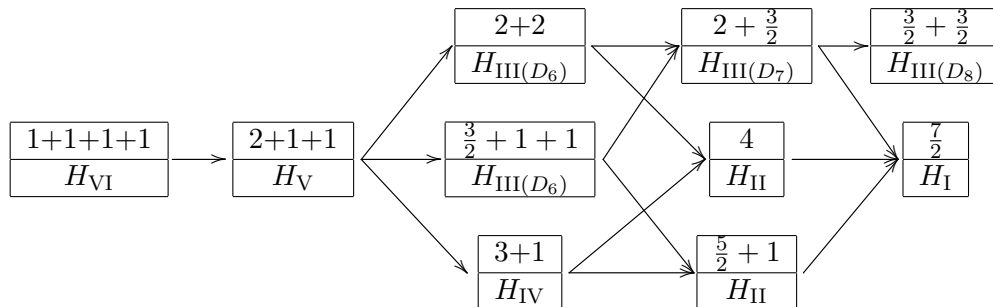 2+2
H_III(D_6)
2 + 3/2
H_III(D_7)
3/2 + 3/2
H_III(D_8)
1+1+1+1
H_VI
2+1+1
H_V
3/2 + 1 + 1
H_III(D_6)
4
H_II
7/2
H_I
3+1
H_IV
5/2 + 1
H_II